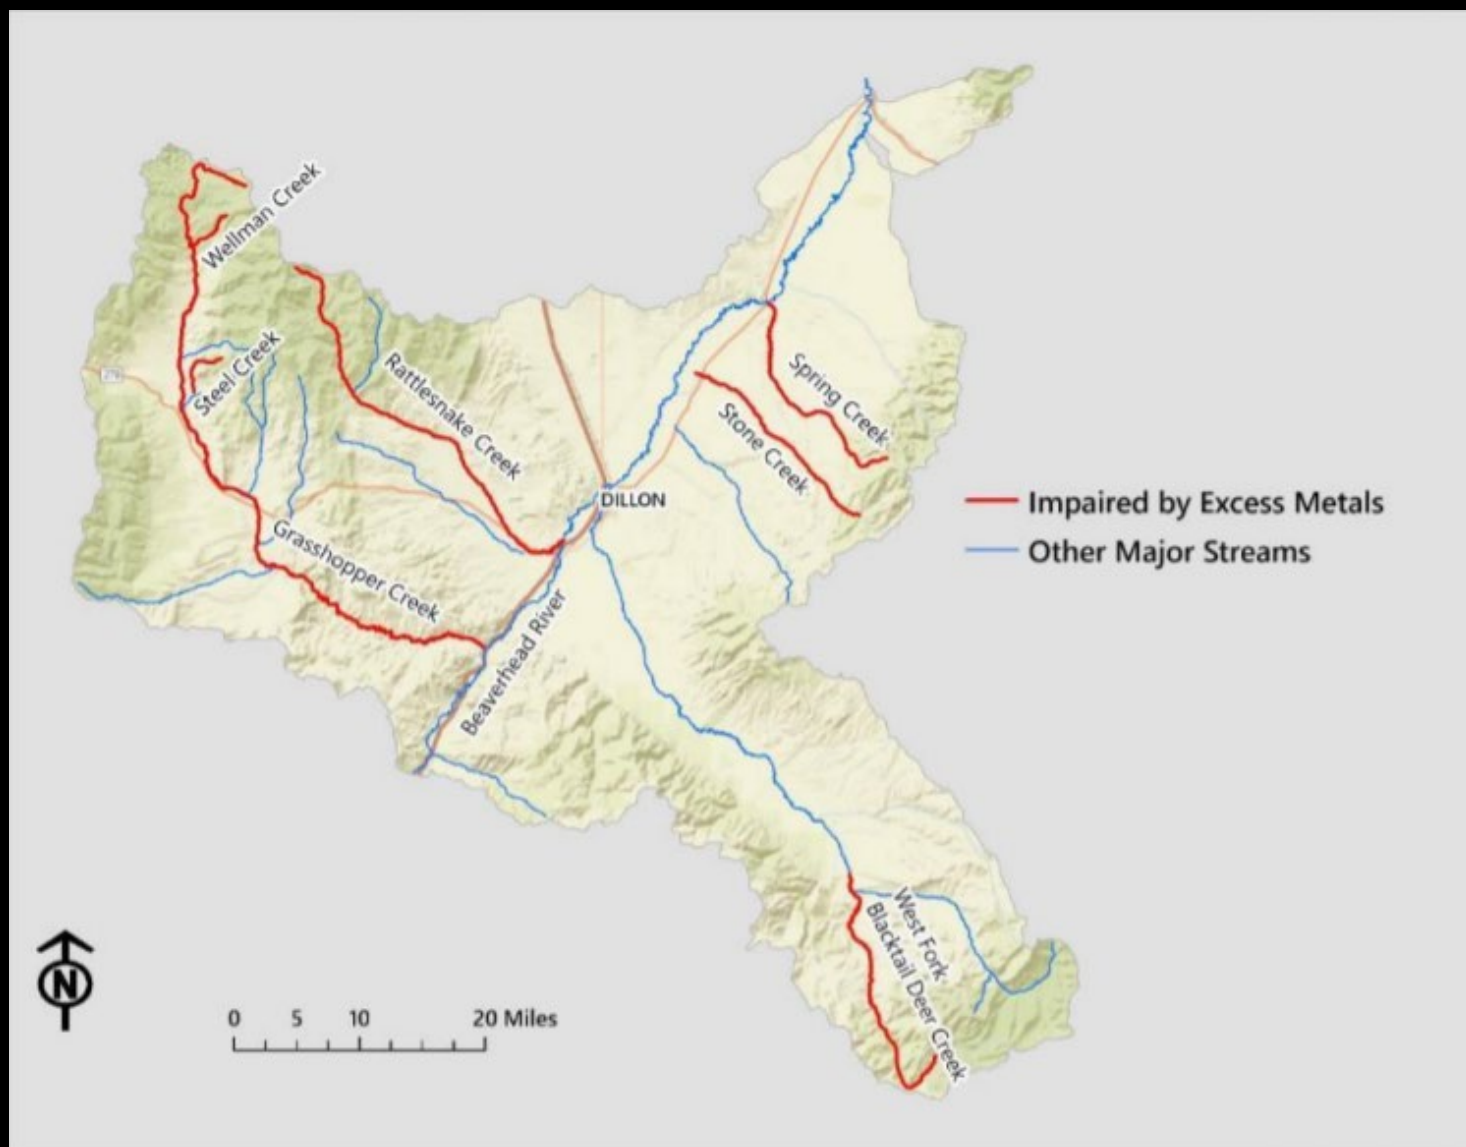 Wellman Creek
Steel Creek
Rattlesnake Creek
Spring Creek
Stone Creek
DILLON
Impaired by Excess Metals
Other Major Streams
Grasshopper Creek
Beaverhead River
West Fork
Blacktail Deer Creek
N
0 5 10 20 Miles